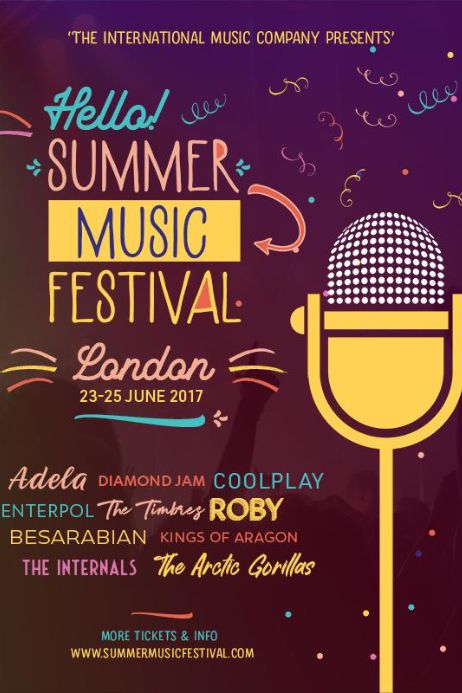 'THE INTERNATIONAL MUSIC COMPANY PRESENTS'
Hello!
SUMMER
MUSIC
FESTIVAL
London
23-25 JUNE 2017
Adela DIAMOND JAM COOLPLAY
ENTERPOL The Timbres ROBY
BESARABIAN KINGS OF ARAGON
THE INTERNALS The Arctic Gorillas
MORE TICKETS & INFO
WWW.SUMMERMUSICFESTIVAL.COM